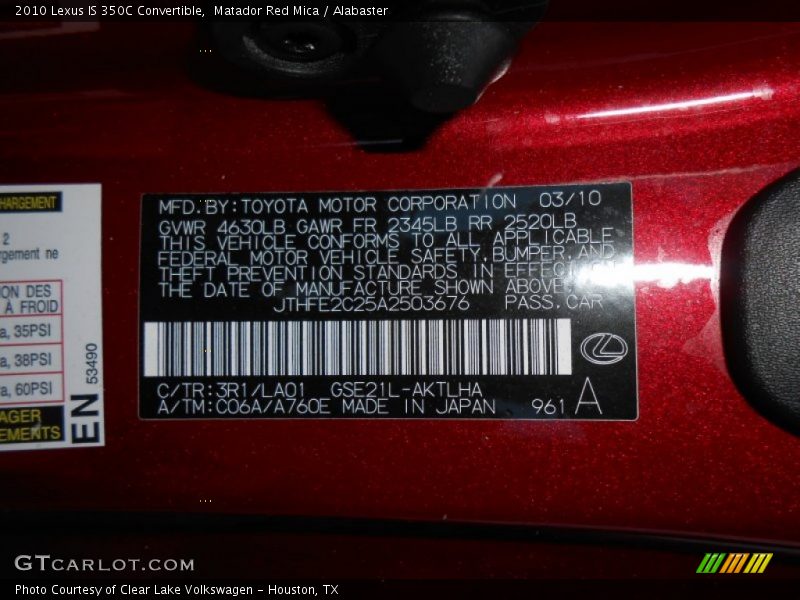 2010 Lexus IS 350C Convertible, Matador Red Mica / Alabaster
MFD.BY:TOYOTA MOTOR CORPORATION 03/10
GVWR 4630LB GAWR FR 2345LB RR 2520LB
THIS VEHICLE CONFORMS TO ALL APPLICABLE
FEDERAL MOTOR VEHICLE SAFETY,BUMPER,AND
THEFT PREVENTION STANDARDS IN EFFECT ON
THE DATE OF MANUFACTURE SHOWN ABOVE.
JTHFE2C25A2503676 PASS.CAR
C/TR:3R1/LA01 GSE21L-AKTLHA
A/TM:C06A/A760E MADE IN JAPAN 961 A
HARGEMENT
2
rgement ne
ION DES
À FROID
a, 35PSI
a, 38PSI
a, 60PSI
AGER
EMENTS
EN 53490
GTCARLOT.COM
Photo Courtesy of Clear Lake Volkswagen - Houston, TX